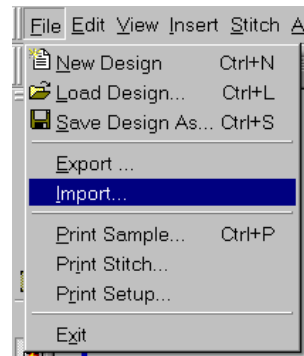 File Edit View Insert Stitch A
New Design Ctrl+N
Load Design... Ctrl+L
Save Design As... Ctrl+S
Export ...
Import...
Print Sample... Ctrl+P
Print Stitch...
Print Setup...
Exit